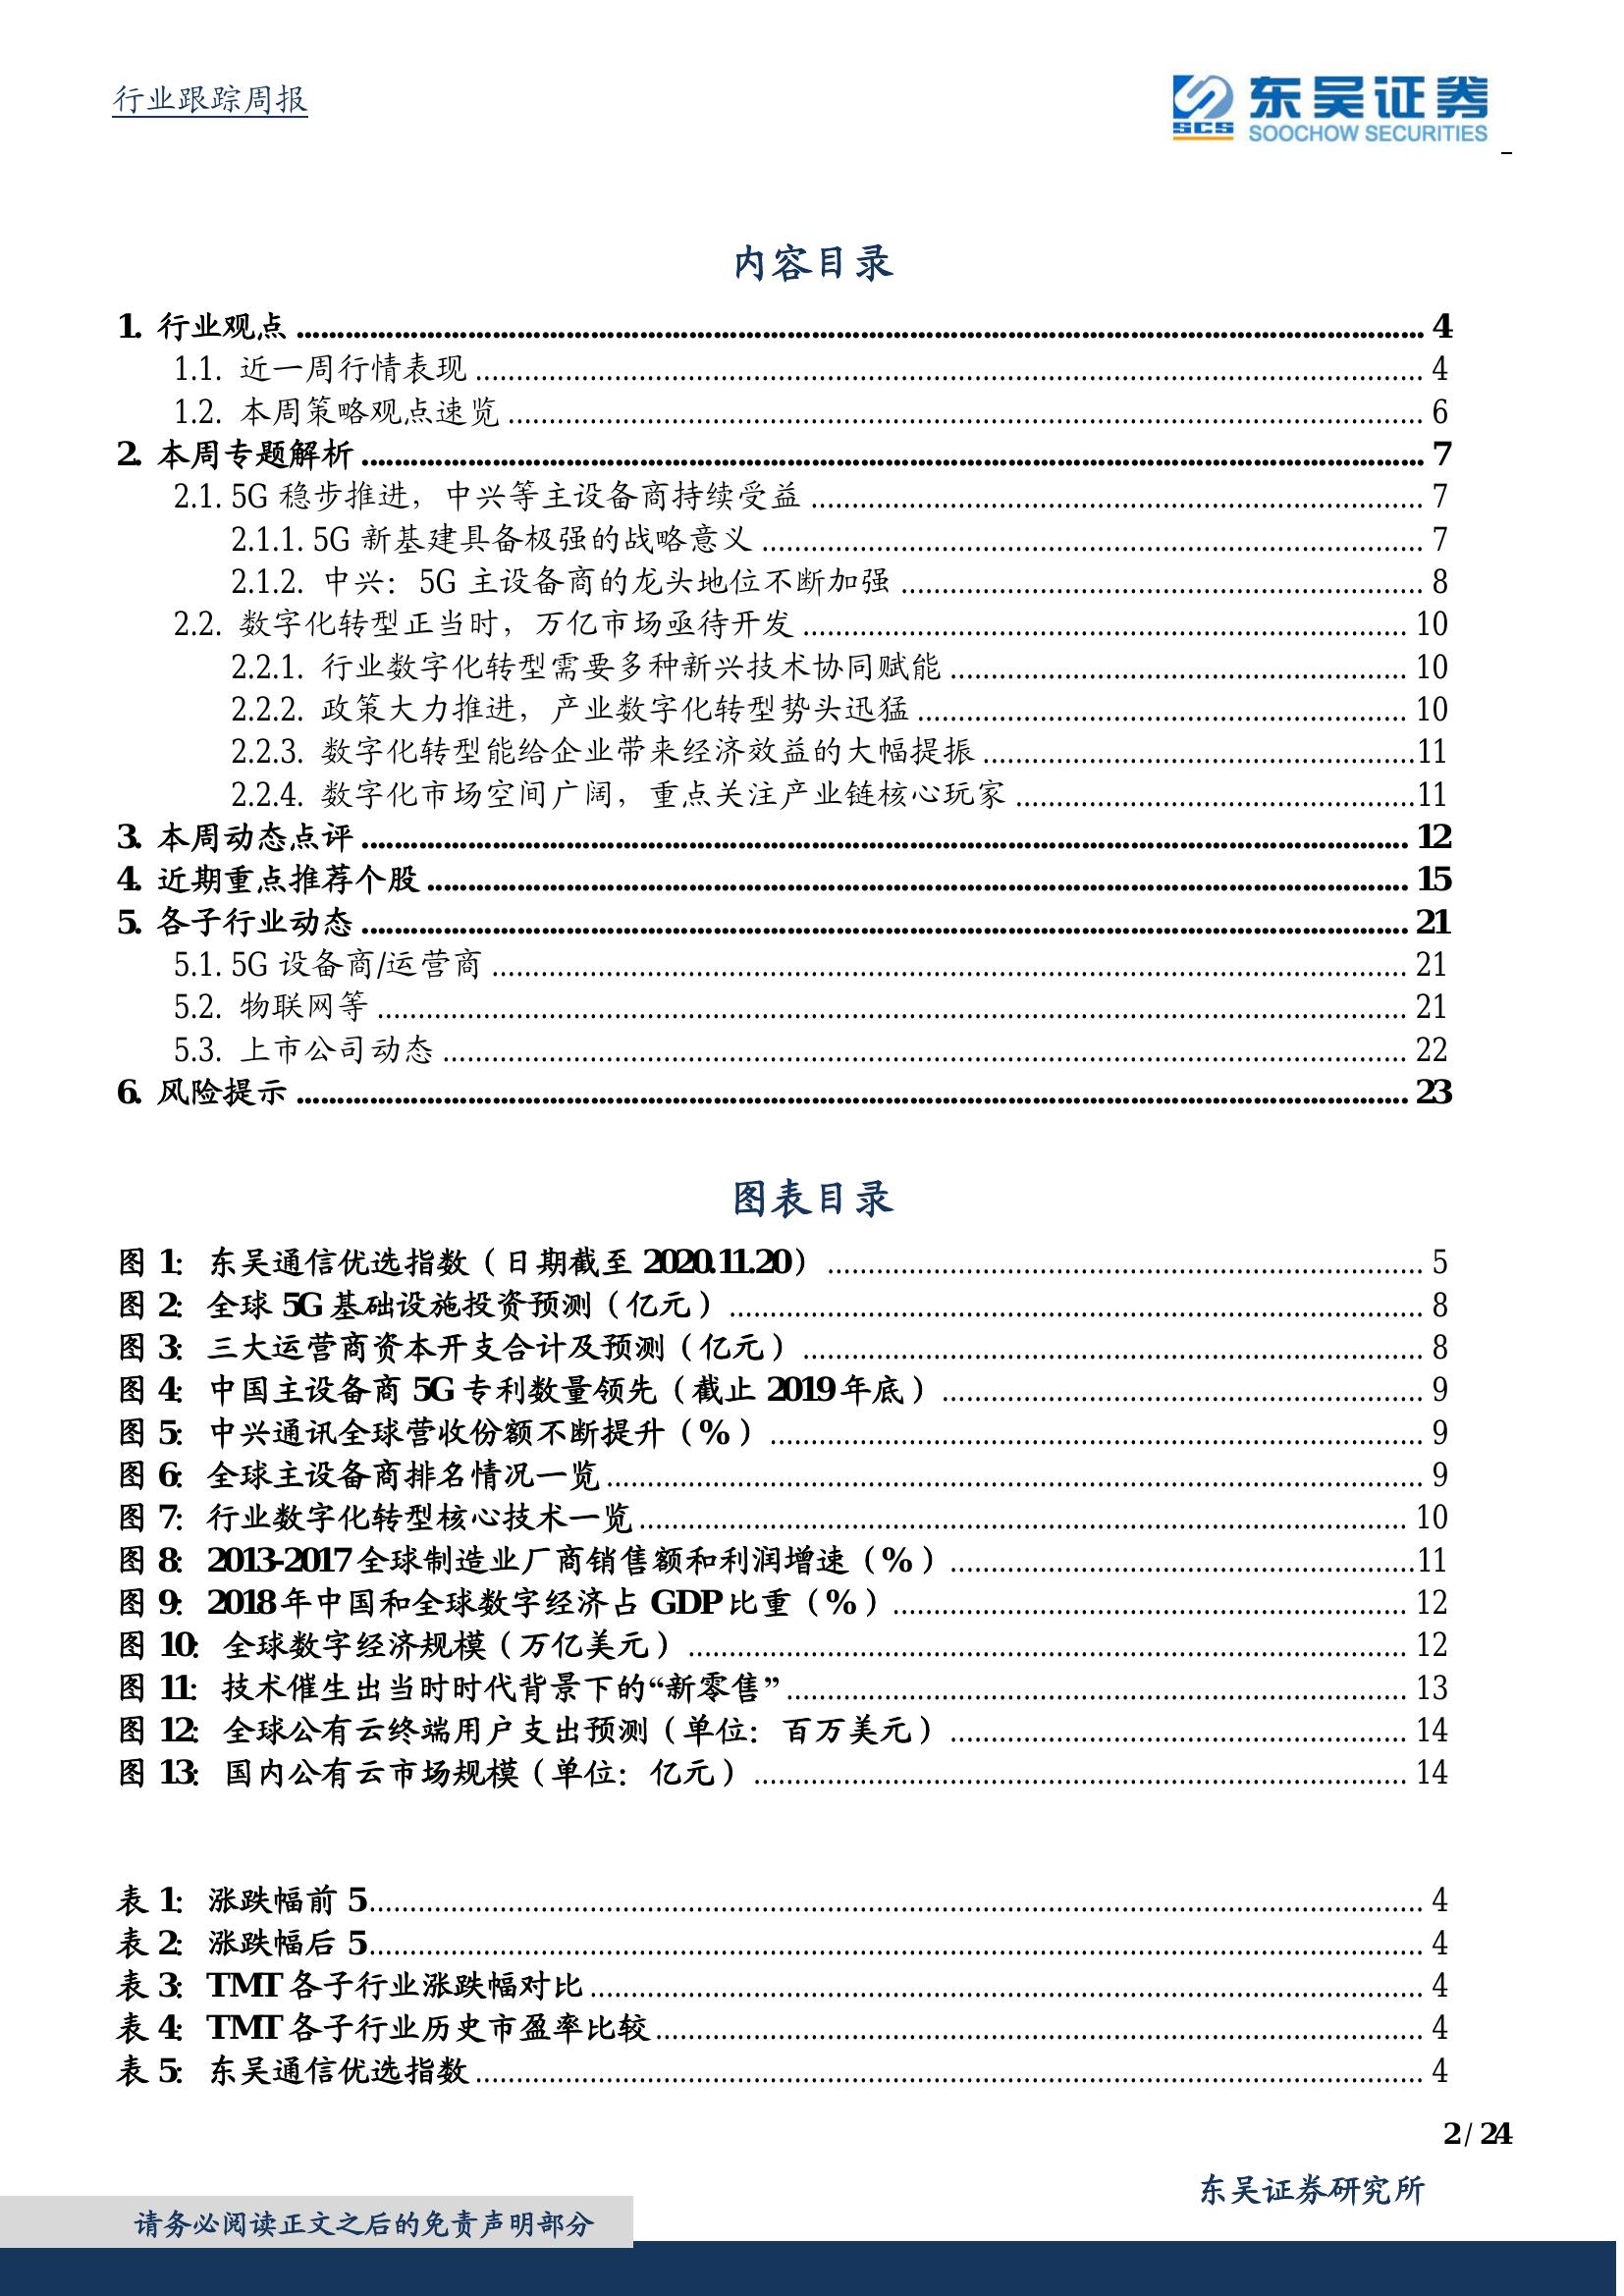 行业跟踪周报
SCS 东吴证券
SOOCHOW SECURITIES
内容目录
1. 行业观点 ........ 4
1.1. 近一周行情表现 ........ 4
1.2. 本周策略观点速览 ........ 6
2. 本周专题解析 ........ 7
2.1. 5G 稳步推进，中兴等主设备商持续受益 ........ 7
2.1.1. 5G 新基建具备极强的战略意义 ........ 7
2.1.2. 中兴：5G 主设备商的龙头地位不断加强 ........ 8
2.2. 数字化转型正当时，万亿市场亟待开发 ........ 10
2.2.1. 行业数字化转型需要多种新兴技术协同赋能 ........ 10
2.2.2. 政策大力推进，产业数字化转型势头迅猛 ........ 10
2.2.3. 数字化转型能给企业带来经济效益的大幅提振 ........ 11
2.2.4. 数字化市场空间广阔，重点关注产业链核心玩家 ........ 11
3. 本周动态点评 ........ 12
4. 近期重点推荐个股 ........ 15
5. 各子行业动态 ........ 21
5.1. 5G 设备商/运营商 ........ 21
5.2. 物联网等 ........ 21
5.3. 上市公司动态 ........ 22
6. 风险提示 ........ 23
图表目录
图 1：东吴通信优选指数（日期截至 2020.11.20） ........ 5
图 2：全球 5G 基础设施投资预测（亿元） ........ 8
图 3：三大运营商资本开支合计及预测（亿元） ........ 8
图 4：中国主设备商 5G 专利数量领先（截止 2019 年底） ........ 9
图 5：中兴通讯全球营收份额不断提升（%） ........ 9
图 6：全球主设备商排名情况一览 ........ 9
图 7：行业数字化转型核心技术一览 ........ 10
图 8：2013-2017 全球制造业厂商销售额和利润增速（%） ........ 11
图 9：2018 年中国和全球数字经济占 GDP 比重（%） ........ 12
图 10：全球数字经济规模（万亿美元） ........ 12
图 11：技术催生出当时时代背景下的“新零售” ........ 13
图 12：全球公有云终端用户支出预测（单位：百万美元） ........ 14
图 13：国内公有云市场规模（单位：亿元） ........ 14
表 1：涨跌幅前 5 ........ 4
表 2：涨跌幅后 5 ........ 4
表 3：TMT 各子行业涨跌幅对比 ........ 4
表 4：TMT 各子行业历史市盈率比较 ........ 4
表 5：东吴通信优选指数 ........ 4
2 / 24
东吴证券研究所
请务必阅读正文之后的免责声明部分